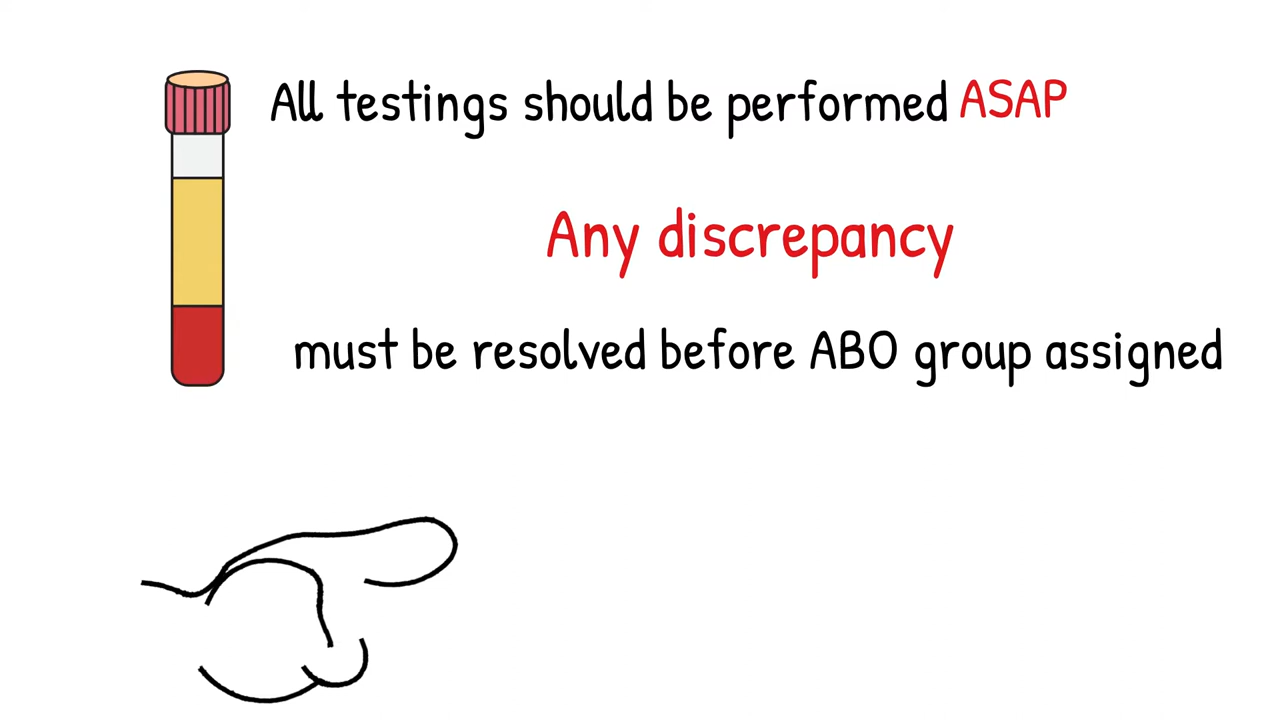 All testings should be performed ASAP
Any discrepancy
must be resolved before ABO group assigned